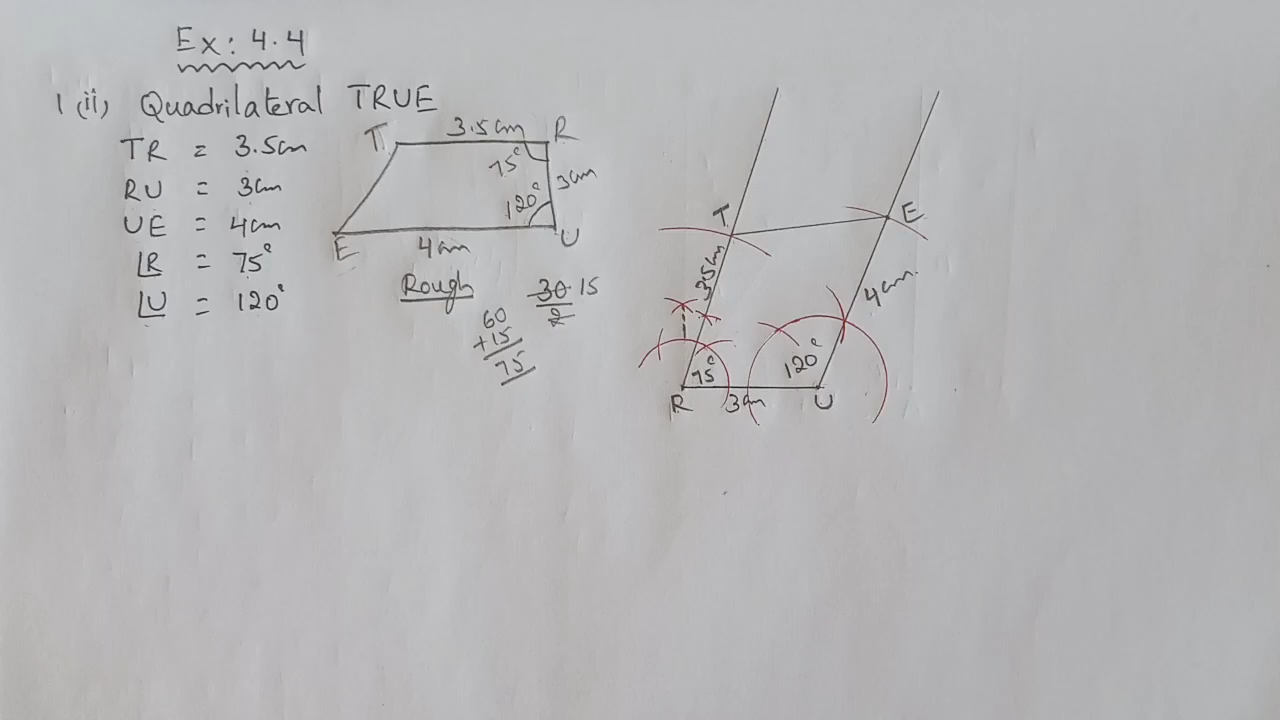 Ex: 4.4
1 (ii) Quadrilateral TRUE
TR = 3.5cm
RU = 3cm
UE = 4cm
∠R = 75°
∠U = 120°
T 3.5cm R
75°
3cm
120°
E 4cm U
Rough
60
+15
75
30 15
2
T
E
3.5cm
4cm.
75°
120°
R 3cm U